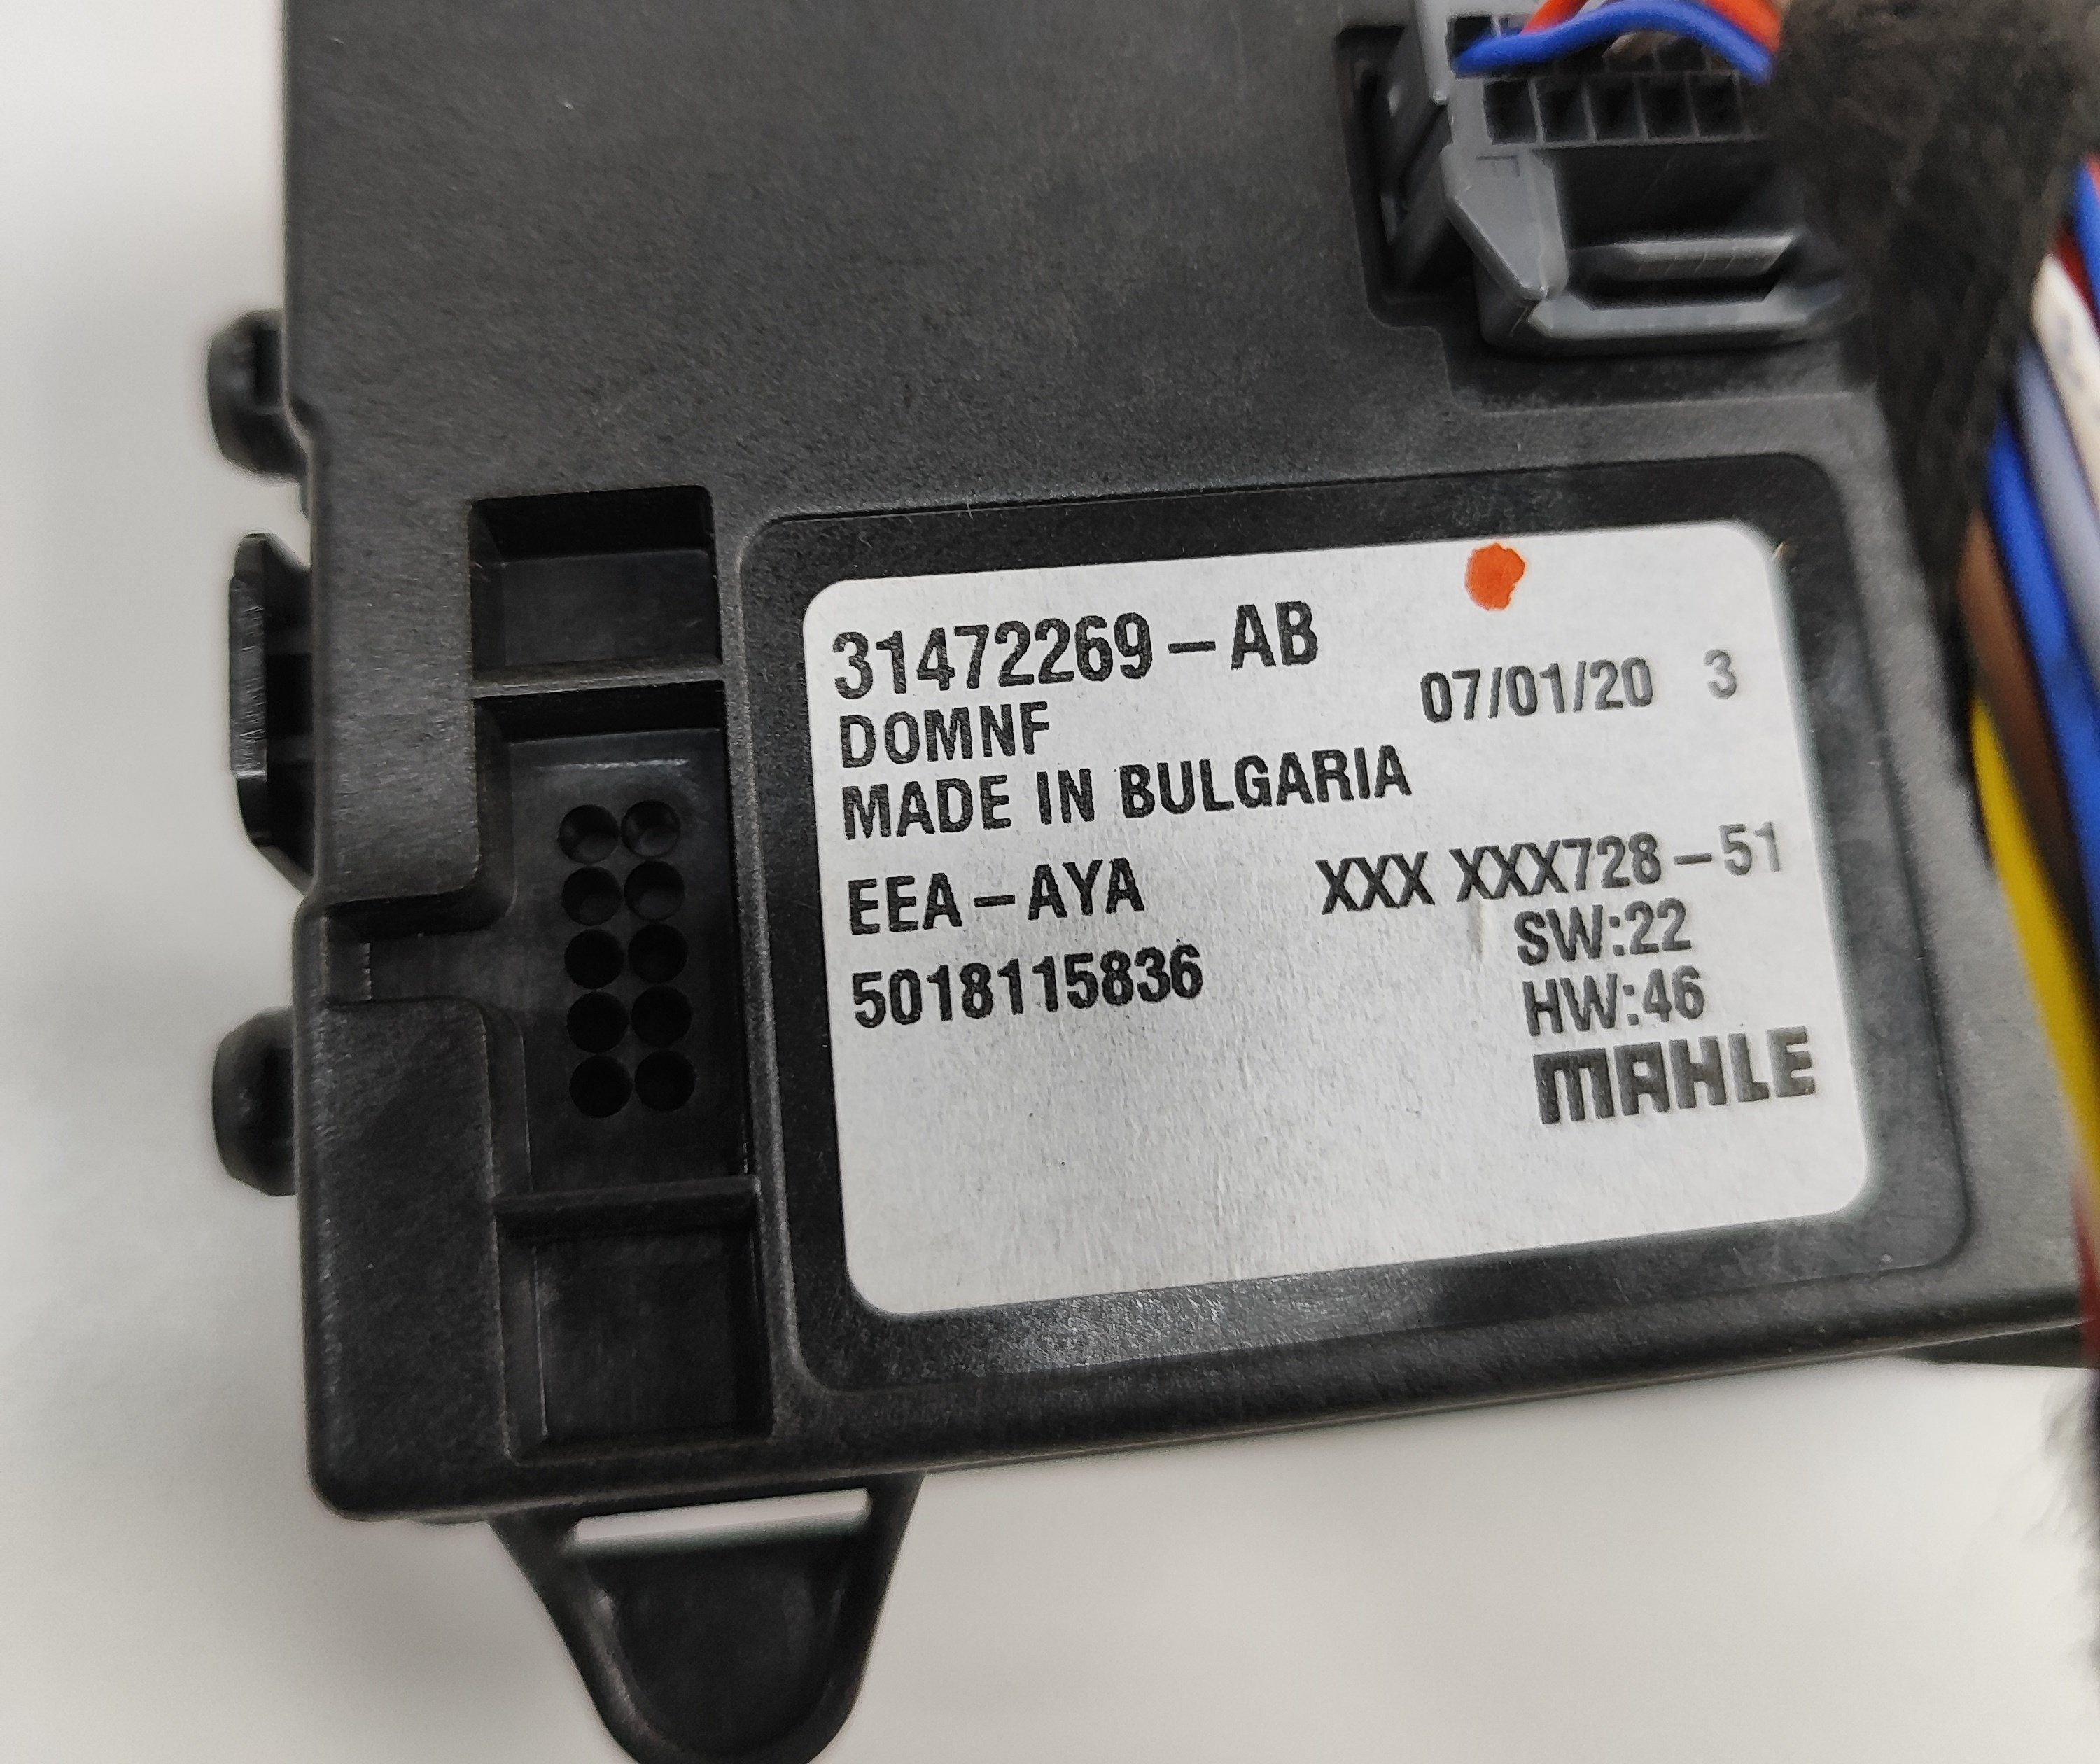 31472269-AB
DOMNF 07/01/20 3
MADE IN BULGARIA
EEA-AYA XXX XXX728-51
SW:22
5018115836 HW:46
MAHLE